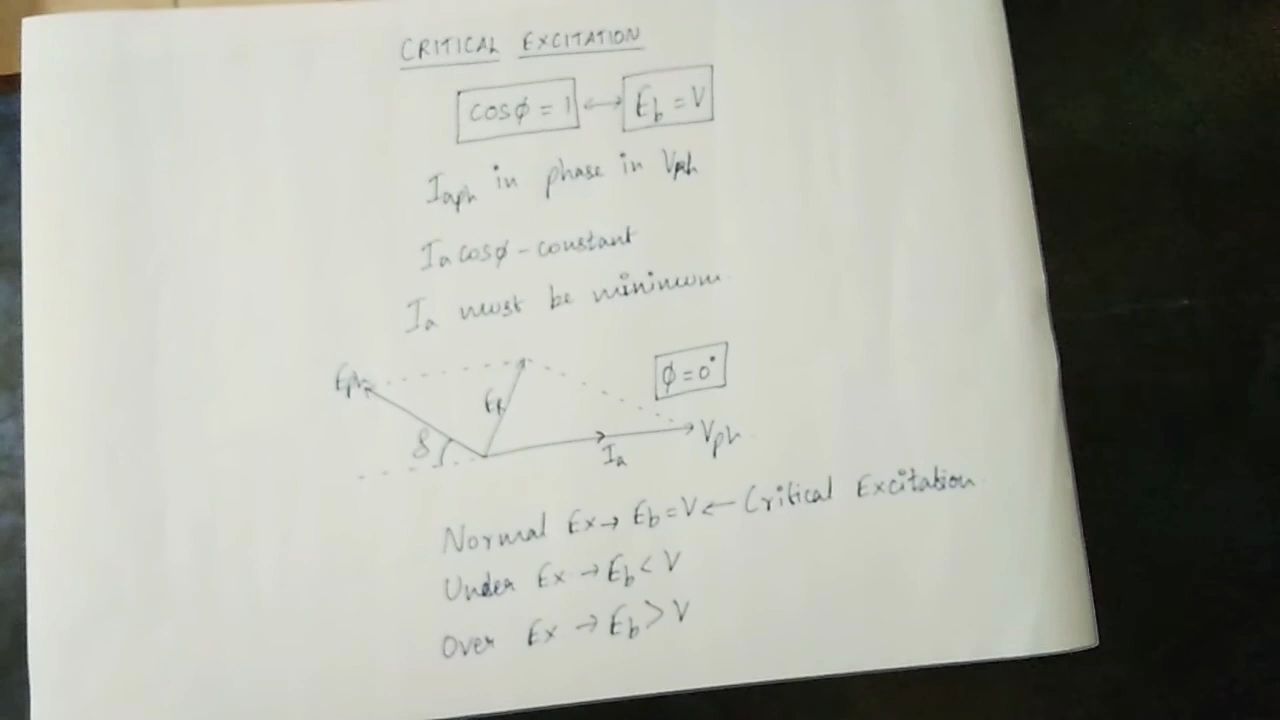 CRITICAL EXCITATION
cosφ = 1 ↔ Eb = V
Iaph in phase in Vph
Ia cosφ - constant
Ia must be minimum
Eph
ER
φ = 0°
δ
Ia
Vph
Normal Ex → Eb = V ← Critical Excitation
Under Ex → Eb < V
Over Ex → Eb > V